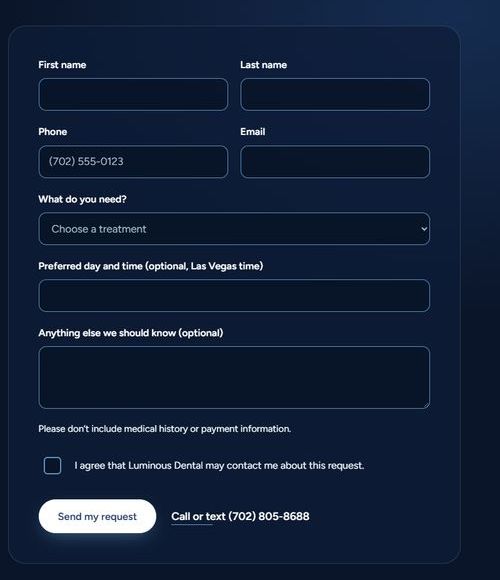 First name
Last name
Phone
Email
(702) 555-0123
What do you need?
Choose a treatment
Preferred day and time (optional, Las Vegas time)
Anything else we should know (optional)
Please don't include medical history or payment information.
I agree that Luminous Dental may contact me about this request.
Send my request
Call or text (702) 805-8688